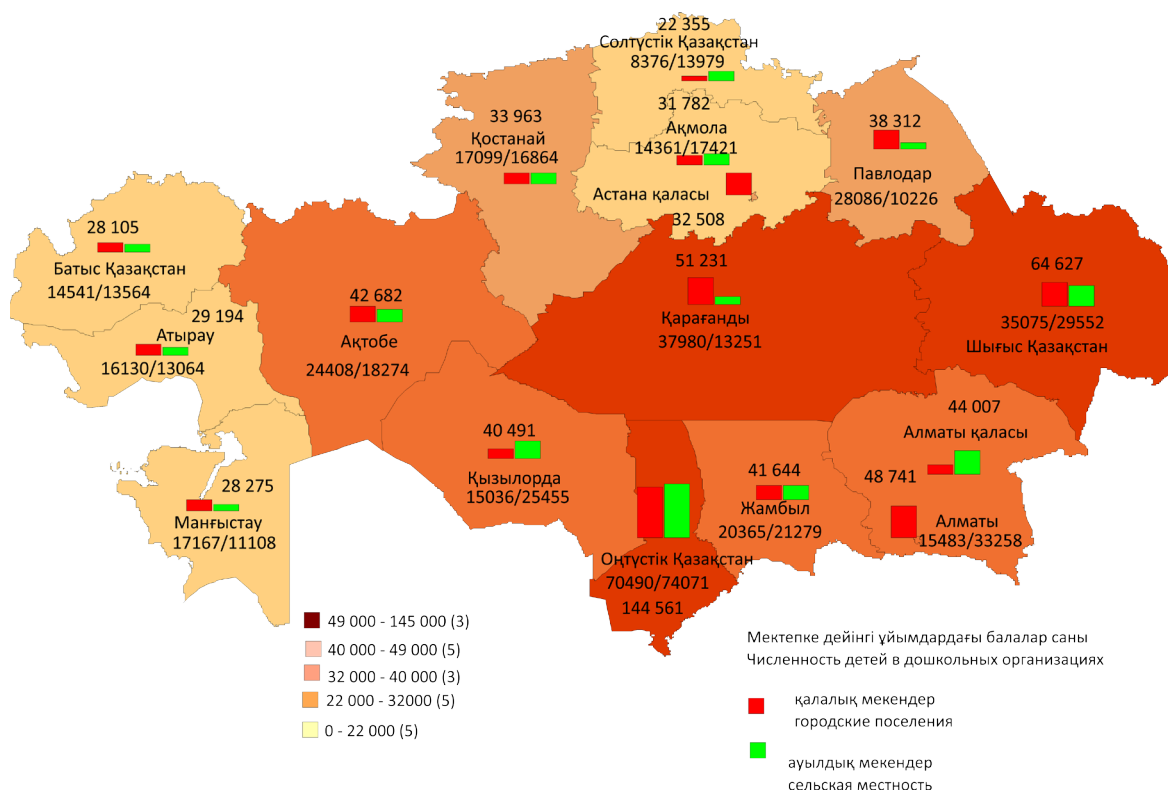 22 355
Солтүстік Қазақстан
8376/13979
31 782
Ақмола
14361/17421
Астана қаласы
32 508
33 963
Қостанай
17099/16864
38 312
Павлодар
28086/10226
28 105
Батыс Қазақстан
14541/13564
29 194
Атырау
16130/13064
42 682
Ақтобе
24408/18274
51 231
Қарағанды
37980/13251
64 627
35075/29552
Шығыс Қазақстан
28 275
Манғыстау
17167/11108
40 491
Қызылорда
15036/25455
41 644
Жамбыл
20365/21279
44 007
Алматы қаласы
48 741
Алматы
15483/33258
Оңтүстік Қазақстан
70490/74071
144 561
49 000 - 145 000 (3)
40 000 - 49 000 (5)
32 000 - 40 000 (3)
22 000 - 32000 (5)
0 - 22 000 (5)
Мектепке дейінгі ұйымдардағы балалар саны
Численность детей в дошкольных организациях
қалалық мекендер
городские поселения
ауылдық мекендер
сельская местность